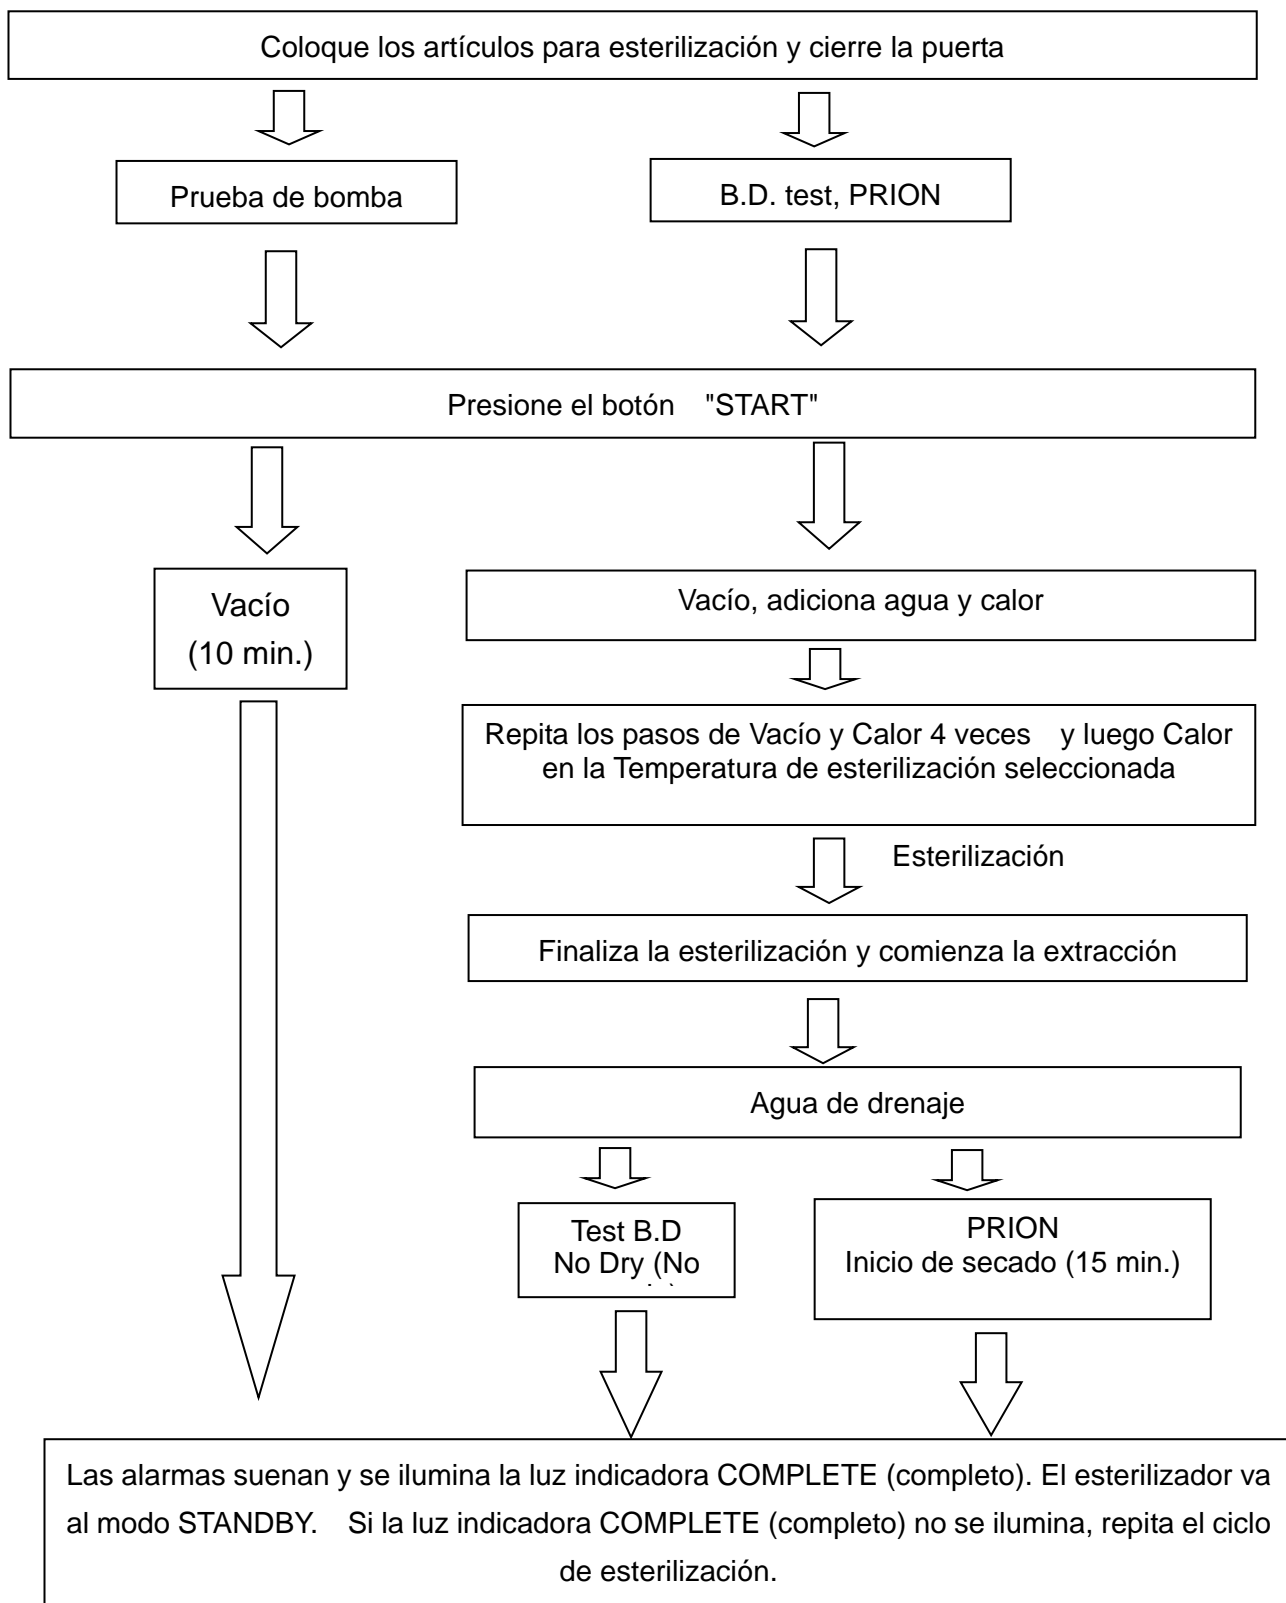 Coloque los artículos para esterilización y cierre la puerta
Prueba de bomba
B.D. test, PRION
Presione el botón "START"
Vacío
(10 min.)
Vacío, adiciona agua y calor
Repita los pasos de Vacío y Calor 4 veces y luego Calor
en la Temperatura de esterilización seleccionada
Esterilización
Finaliza la esterilización y comienza la extracción
Agua de drenaje
Test B.D
No Dry (No
PRION
Inicio de secado (15 min.)
Las alarmas suenan y se ilumina la luz indicadora COMPLETE (completo). El esterilizador va
al modo STANDBY. Si la luz indicadora COMPLETE (completo) no se ilumina, repita el ciclo
de esterilización.